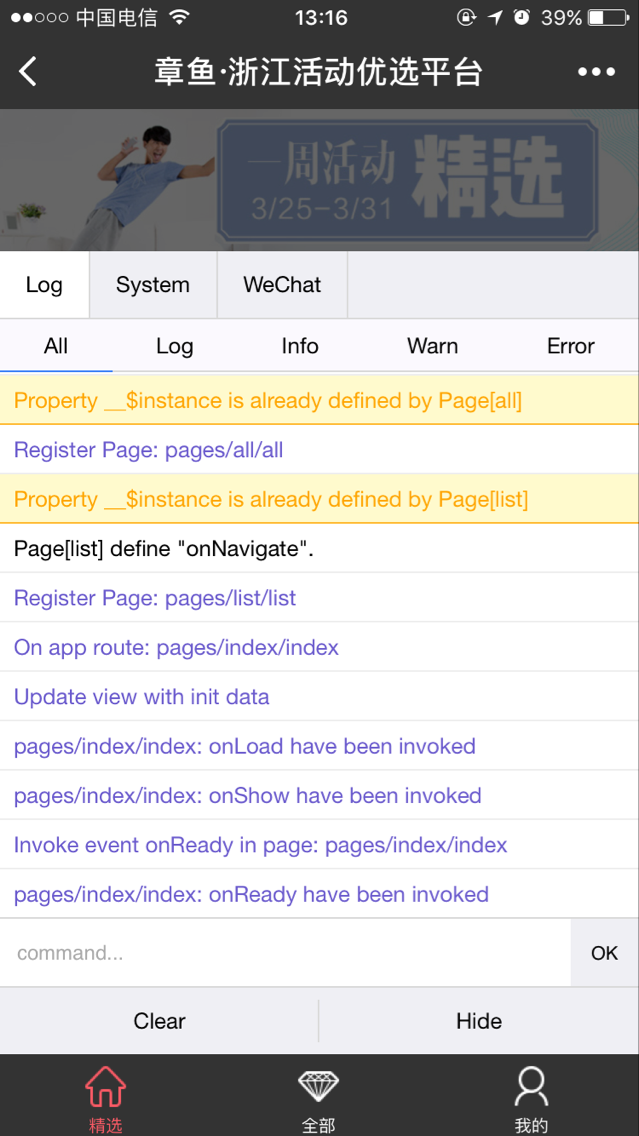 中国电信 13:16 39%
章鱼·浙江活动优选平台
一周活动 精选
3/25-3/31
Log System WeChat
All Log Info Warn Error
Property __$instance is already defined by Page[all]
Register Page: pages/all/all
Property __$instance is already defined by Page[list]
Page[list] define "onNavigate".
Register Page: pages/list/list
On app route: pages/index/index
Update view with init data
pages/index/index: onLoad have been invoked
pages/index/index: onShow have been invoked
Invoke event onReady in page: pages/index/index
pages/index/index: onReady have been invoked
command... OK
Clear Hide
精选 全部 我的